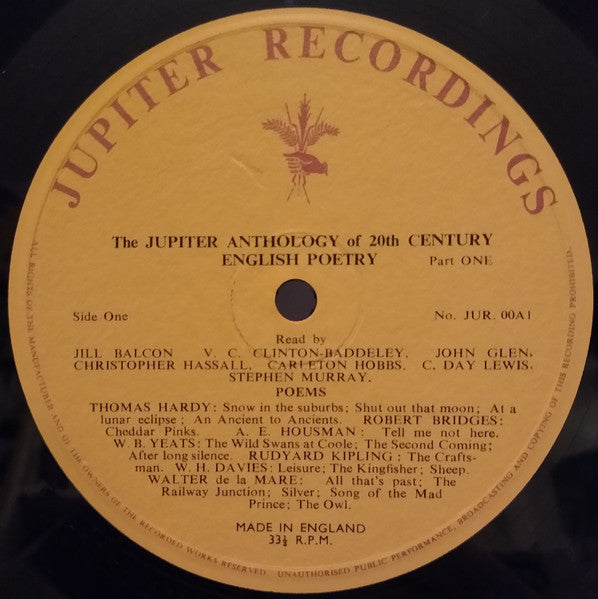 JUPITER RECORDINGS
The JUPITER ANTHOLOGY of 20th CENTURY
ENGLISH POETRY Part ONE
Side One No. JUR. 00A1
Read by
JILL BALCON V. C. CLINTON-BADDELEY, JOHN GLEN,
CHRISTOPHER HASSALL, CARLETON HOBBS, C. DAY LEWIS,
STEPHEN MURRAY.
POEMS
THOMAS HARDY: Snow in the suburbs; Shut out that moon; At a
lunar eclipse; An Ancient to Ancients. ROBERT BRIDGES:
Cheddar Pinks. A. E. HOUSMAN: Tell me not here.
W. B. YEATS: The Wild Swans at Coole; The Second Coming;
After long silence. RUDYARD KIPLING: The Crafts-
man. W. H. DAVIES: Leisure; The Kingfisher; Sheep.
WALTER de la MARE: All that's past; The
Railway Junction; Silver; Song of the Mad
Prince; The Owl.
MADE IN ENGLAND
33⅓ R.P.M.
ALL RIGHTS OF THE MANUFACTURER AND OF THE OWNERS OF THE RECORDED WORKS RESERVED. UNAUTHORISED PUBLIC PERFORMANCE, BROADCASTING AND COPYING OF THIS RECORDING PROHIBITED.